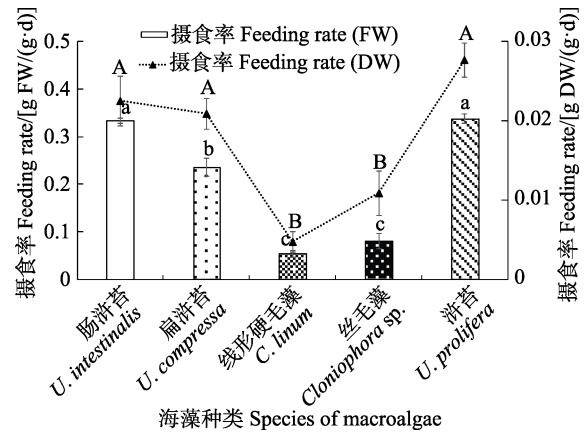 摄食率 Feeding rate/[g FW/(g·d)]
0.5
0.4
0.3
0.2
0.1
0
摄食率 Feeding rate (FW)
摄食率 Feeding rate (DW)
A
A
B
B
A
a
b
c
c
a
0.03
0.02
0.01
0
摄食率 Feeding rate/[g DW/(g·d)]
肠浒苔
U. intestinalis
扁浒苔
U. compressa
线形硬毛藻
C. linum
丝毛藻
Cloniophora sp.
浒苔
U. prolifera
海藻种类 Species of macroalgae